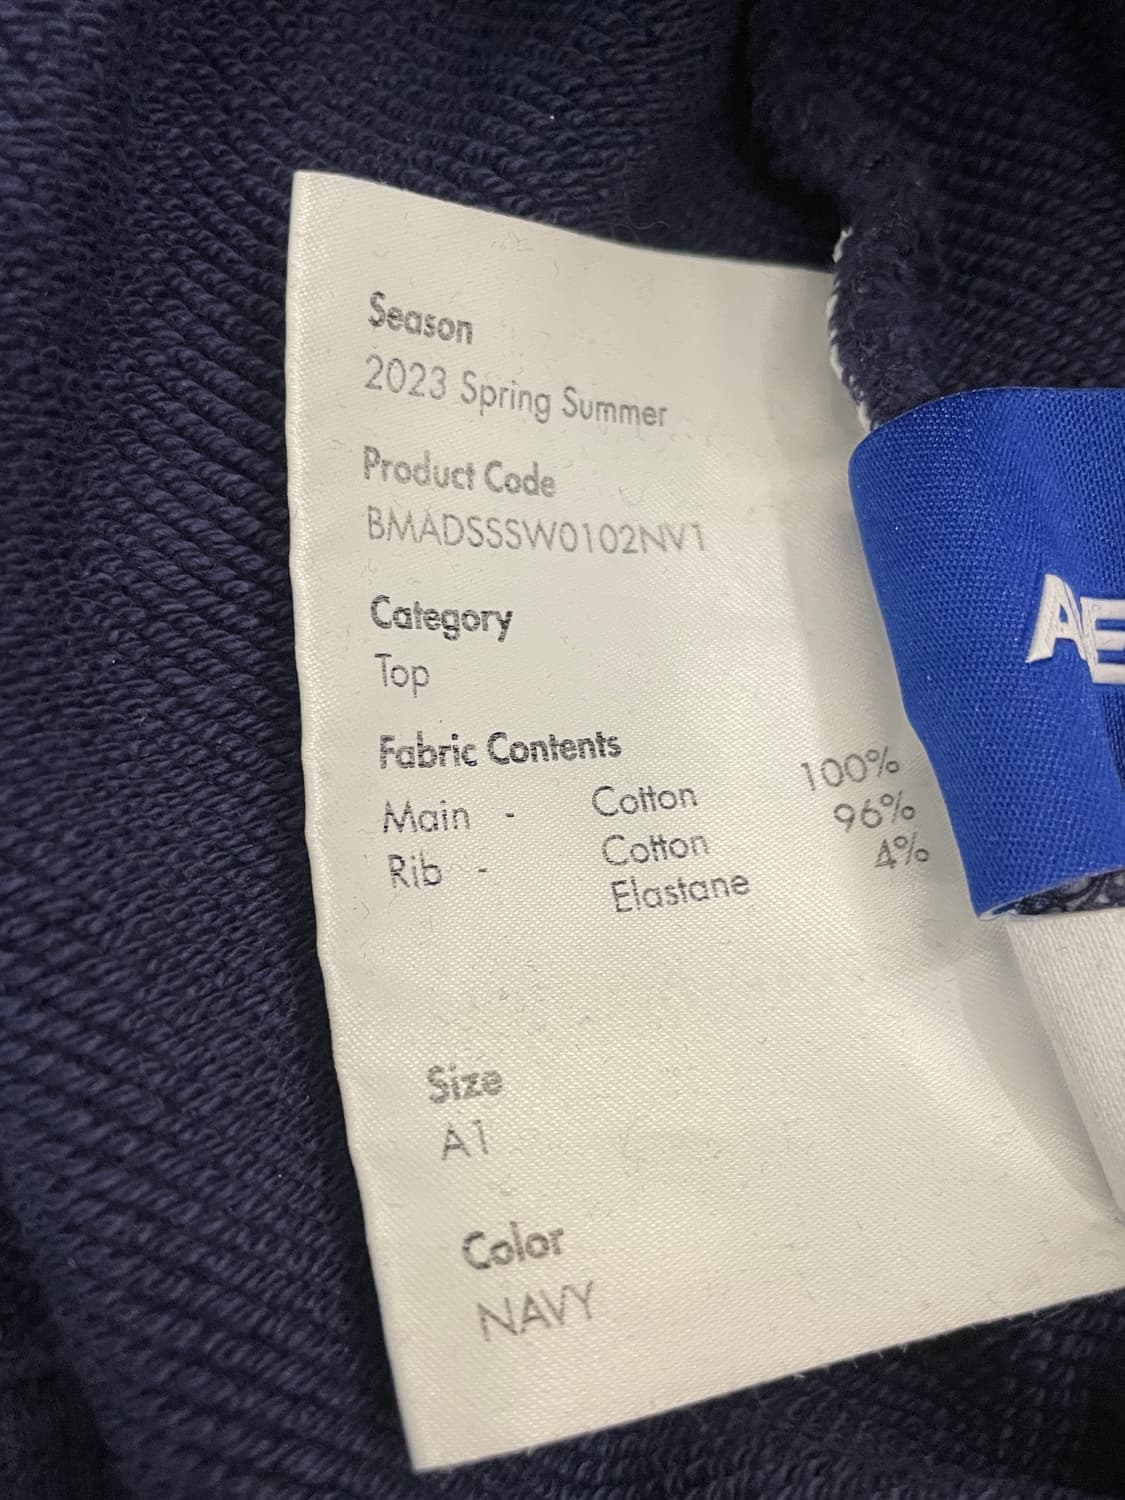 Season
2023 Spring Summer
Product Code
BMADSSSW0102NV1
Category
Top
Fabric Contents
Main - Cotton 100%
Rib - Cotton 96%
Elastane 4%
Size
A1
Color
NAVY